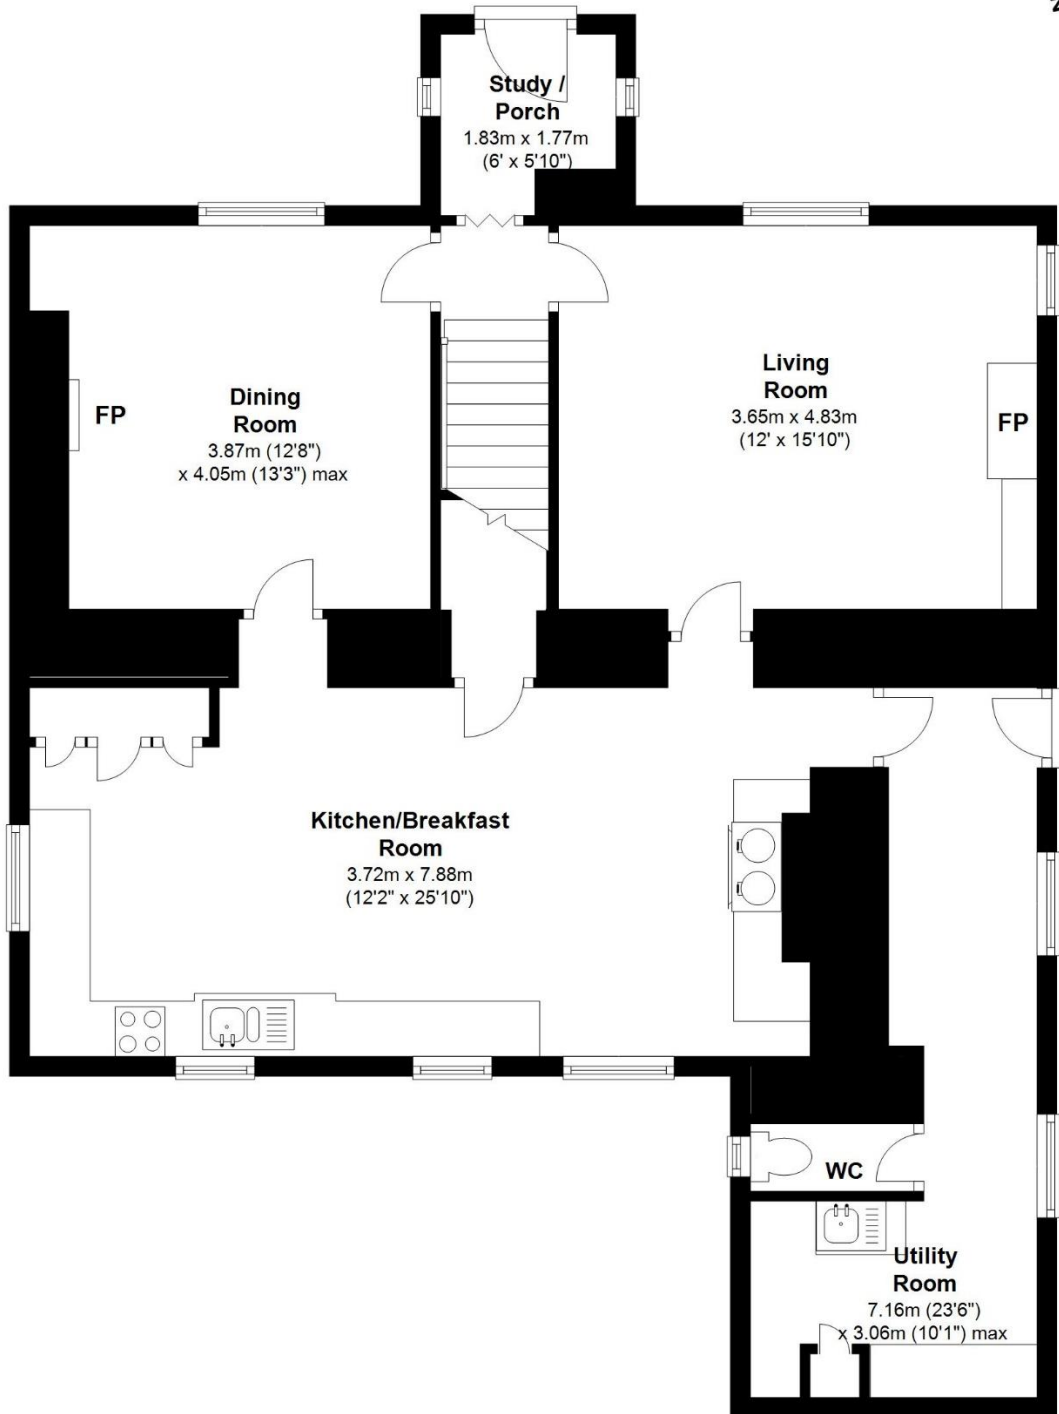 Study /
Porch
1.83m x 1.77m
(6' x 5'10")
Dining
Room
3.87m (12'8")
x 4.05m (13'3") max
FP
Living
Room
3.65m x 4.83m
(12' x 15'10")
FP
Kitchen/Breakfast
Room
3.72m x 7.88m
(12'2" x 25'10")
WC
Utility
Room
7.16m (23'6")
x 3.06m (10'1") max